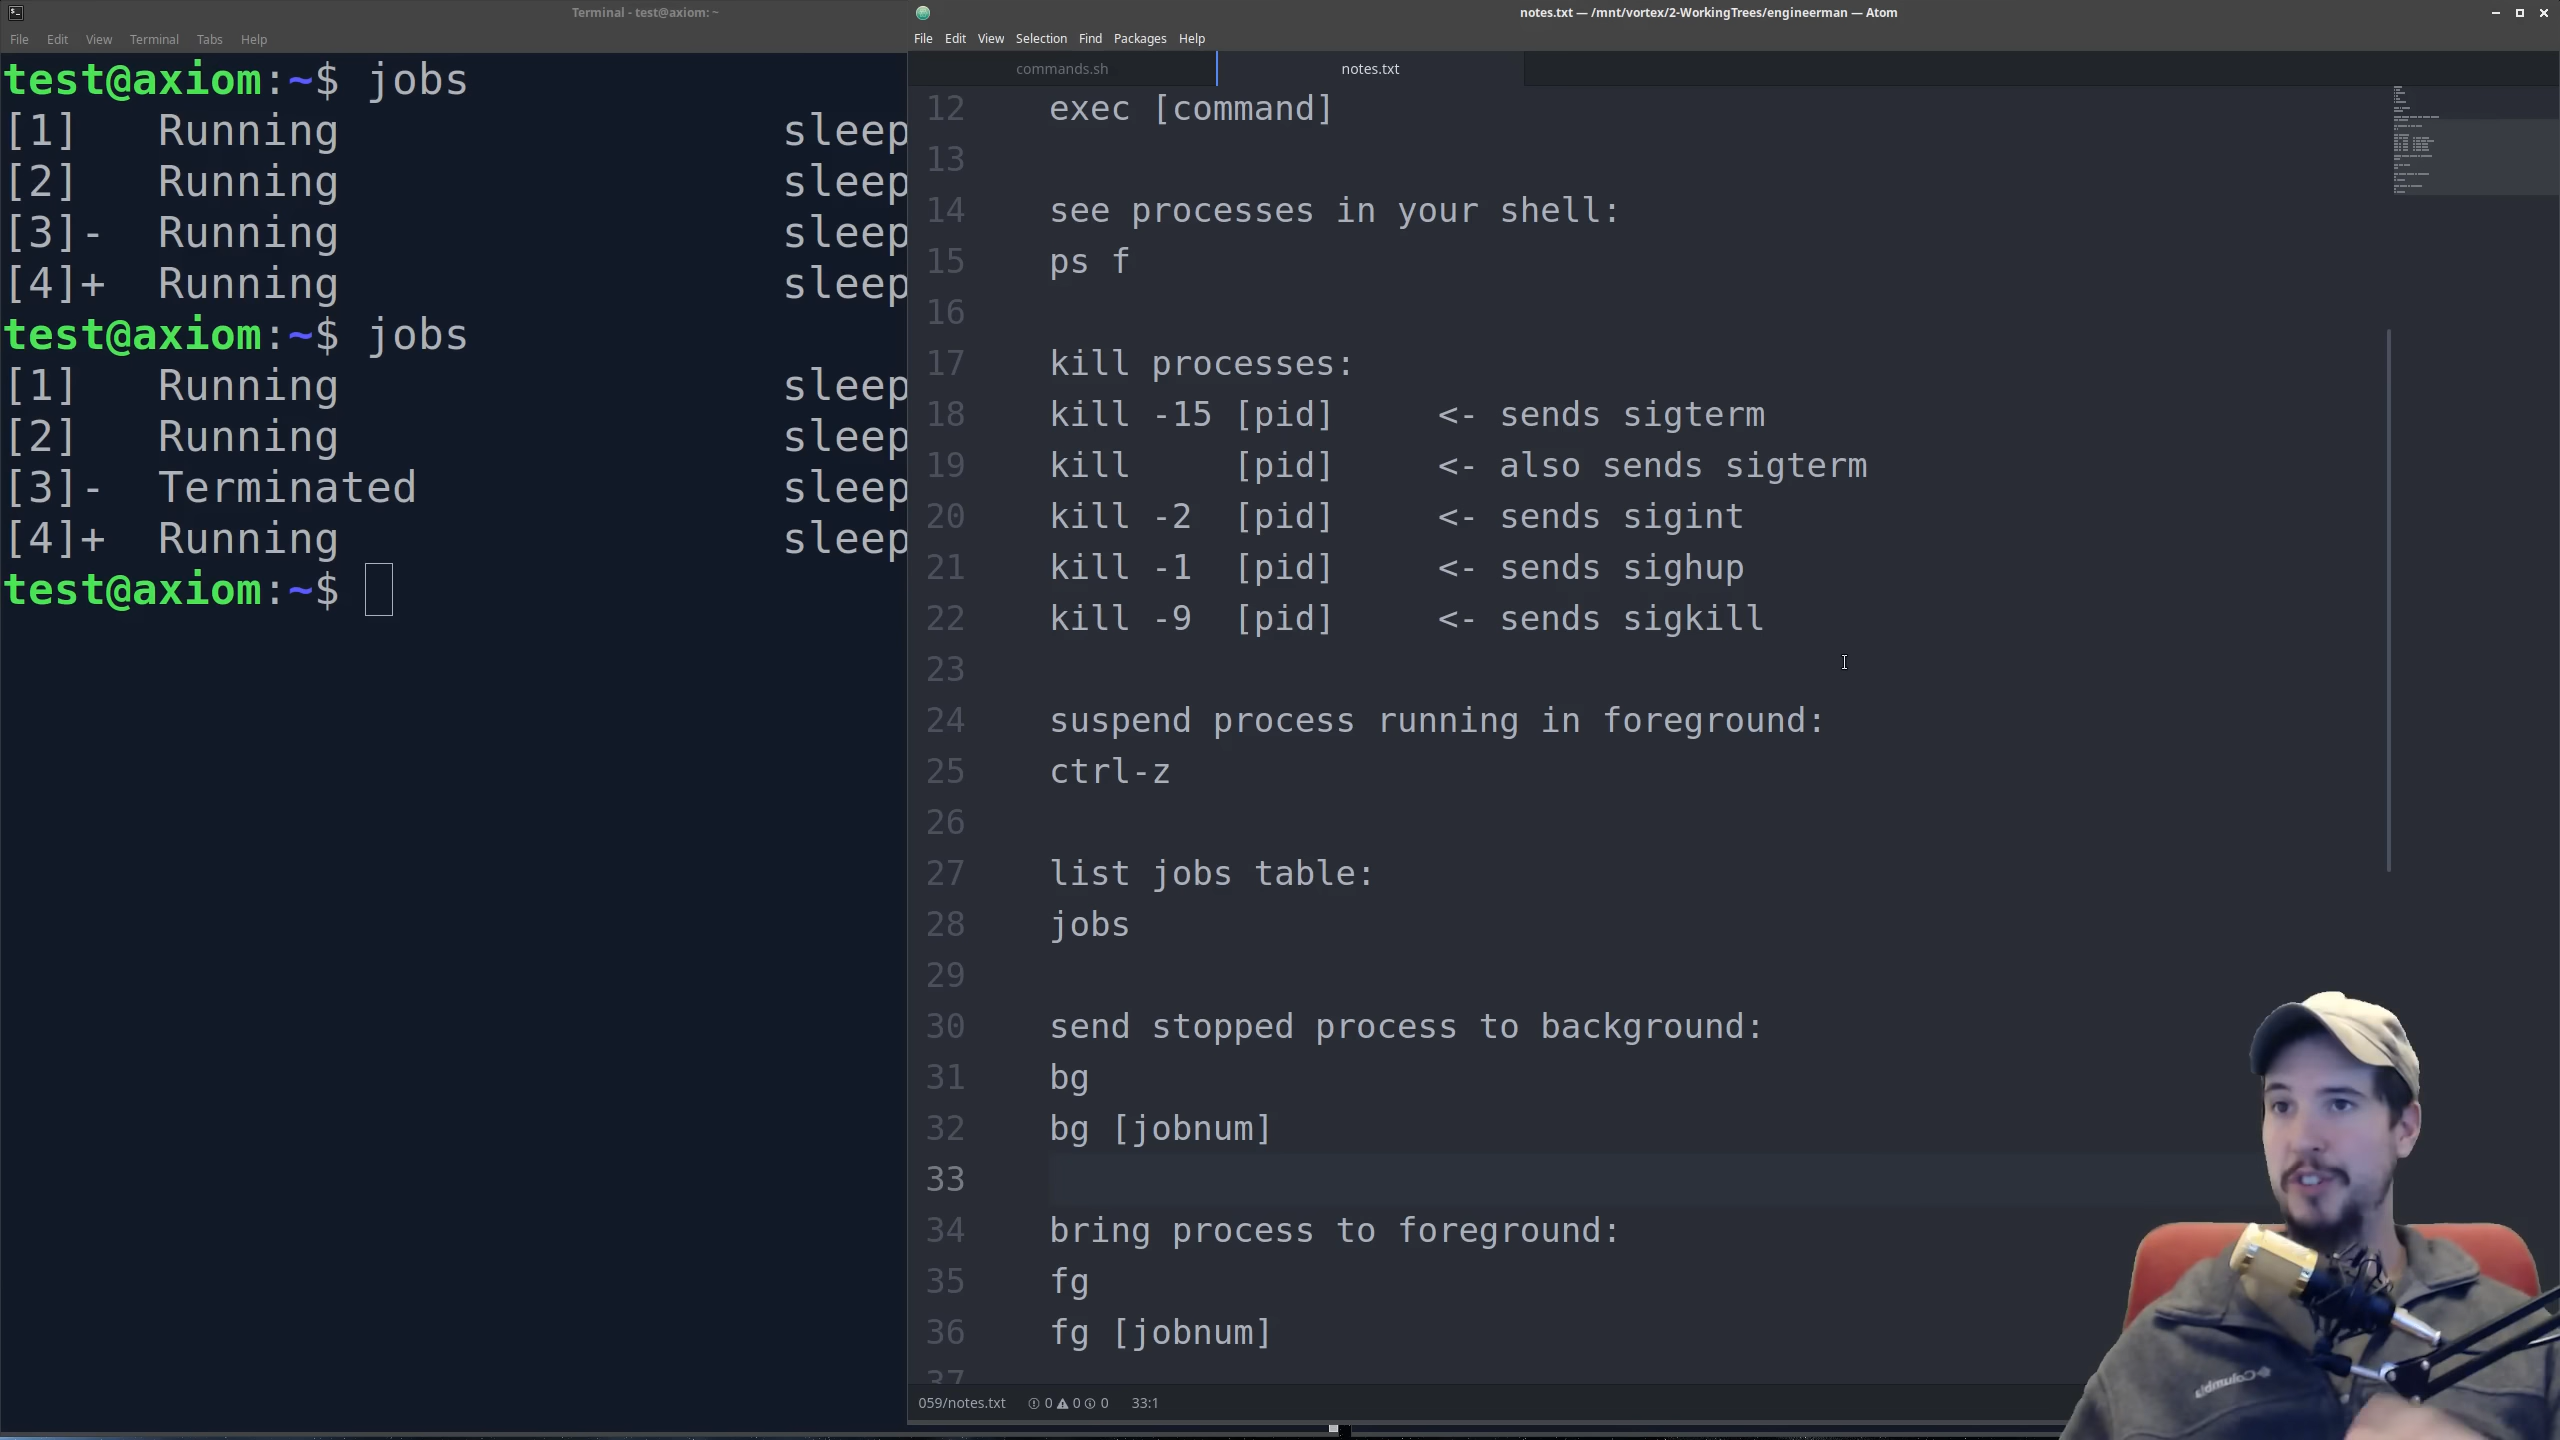 Terminal - test@axiom: ~
File Edit View Terminal Tabs Help
test@axiom:~$ jobs
[1]   Running                 sleep
[2]   Running                 sleep
[3]-  Running                 sleep
[4]+  Running                 sleep
test@axiom:~$ jobs
[1]   Running                 sleep
[2]   Running                 sleep
[3]-  Terminated              sleep
[4]+  Running                 sleep
test@axiom:~$
notes.txt — /mnt/vortex/2-WorkingTrees/engineerman — Atom
File Edit View Selection Find Packages Help
commands.sh notes.txt
12 exec [command]
13
14 see processes in your shell:
15 ps f
16
17 kill processes:
18 kill -15 [pid]     <- sends sigterm
19 kill     [pid]     <- also sends sigterm
20 kill -2  [pid]     <- sends sigint
21 kill -1  [pid]     <- sends sighup
22 kill -9  [pid]     <- sends sigkill
23
24 suspend process running in foreground:
25 ctrl-z
26
27 list jobs table:
28 jobs
29
30 send stopped process to background:
31 bg
32 bg [jobnum]
33
34 bring process to foreground:
35 fg
36 fg [jobnum]
37
059/notes.txt 0 0 0 33:1
Columbia